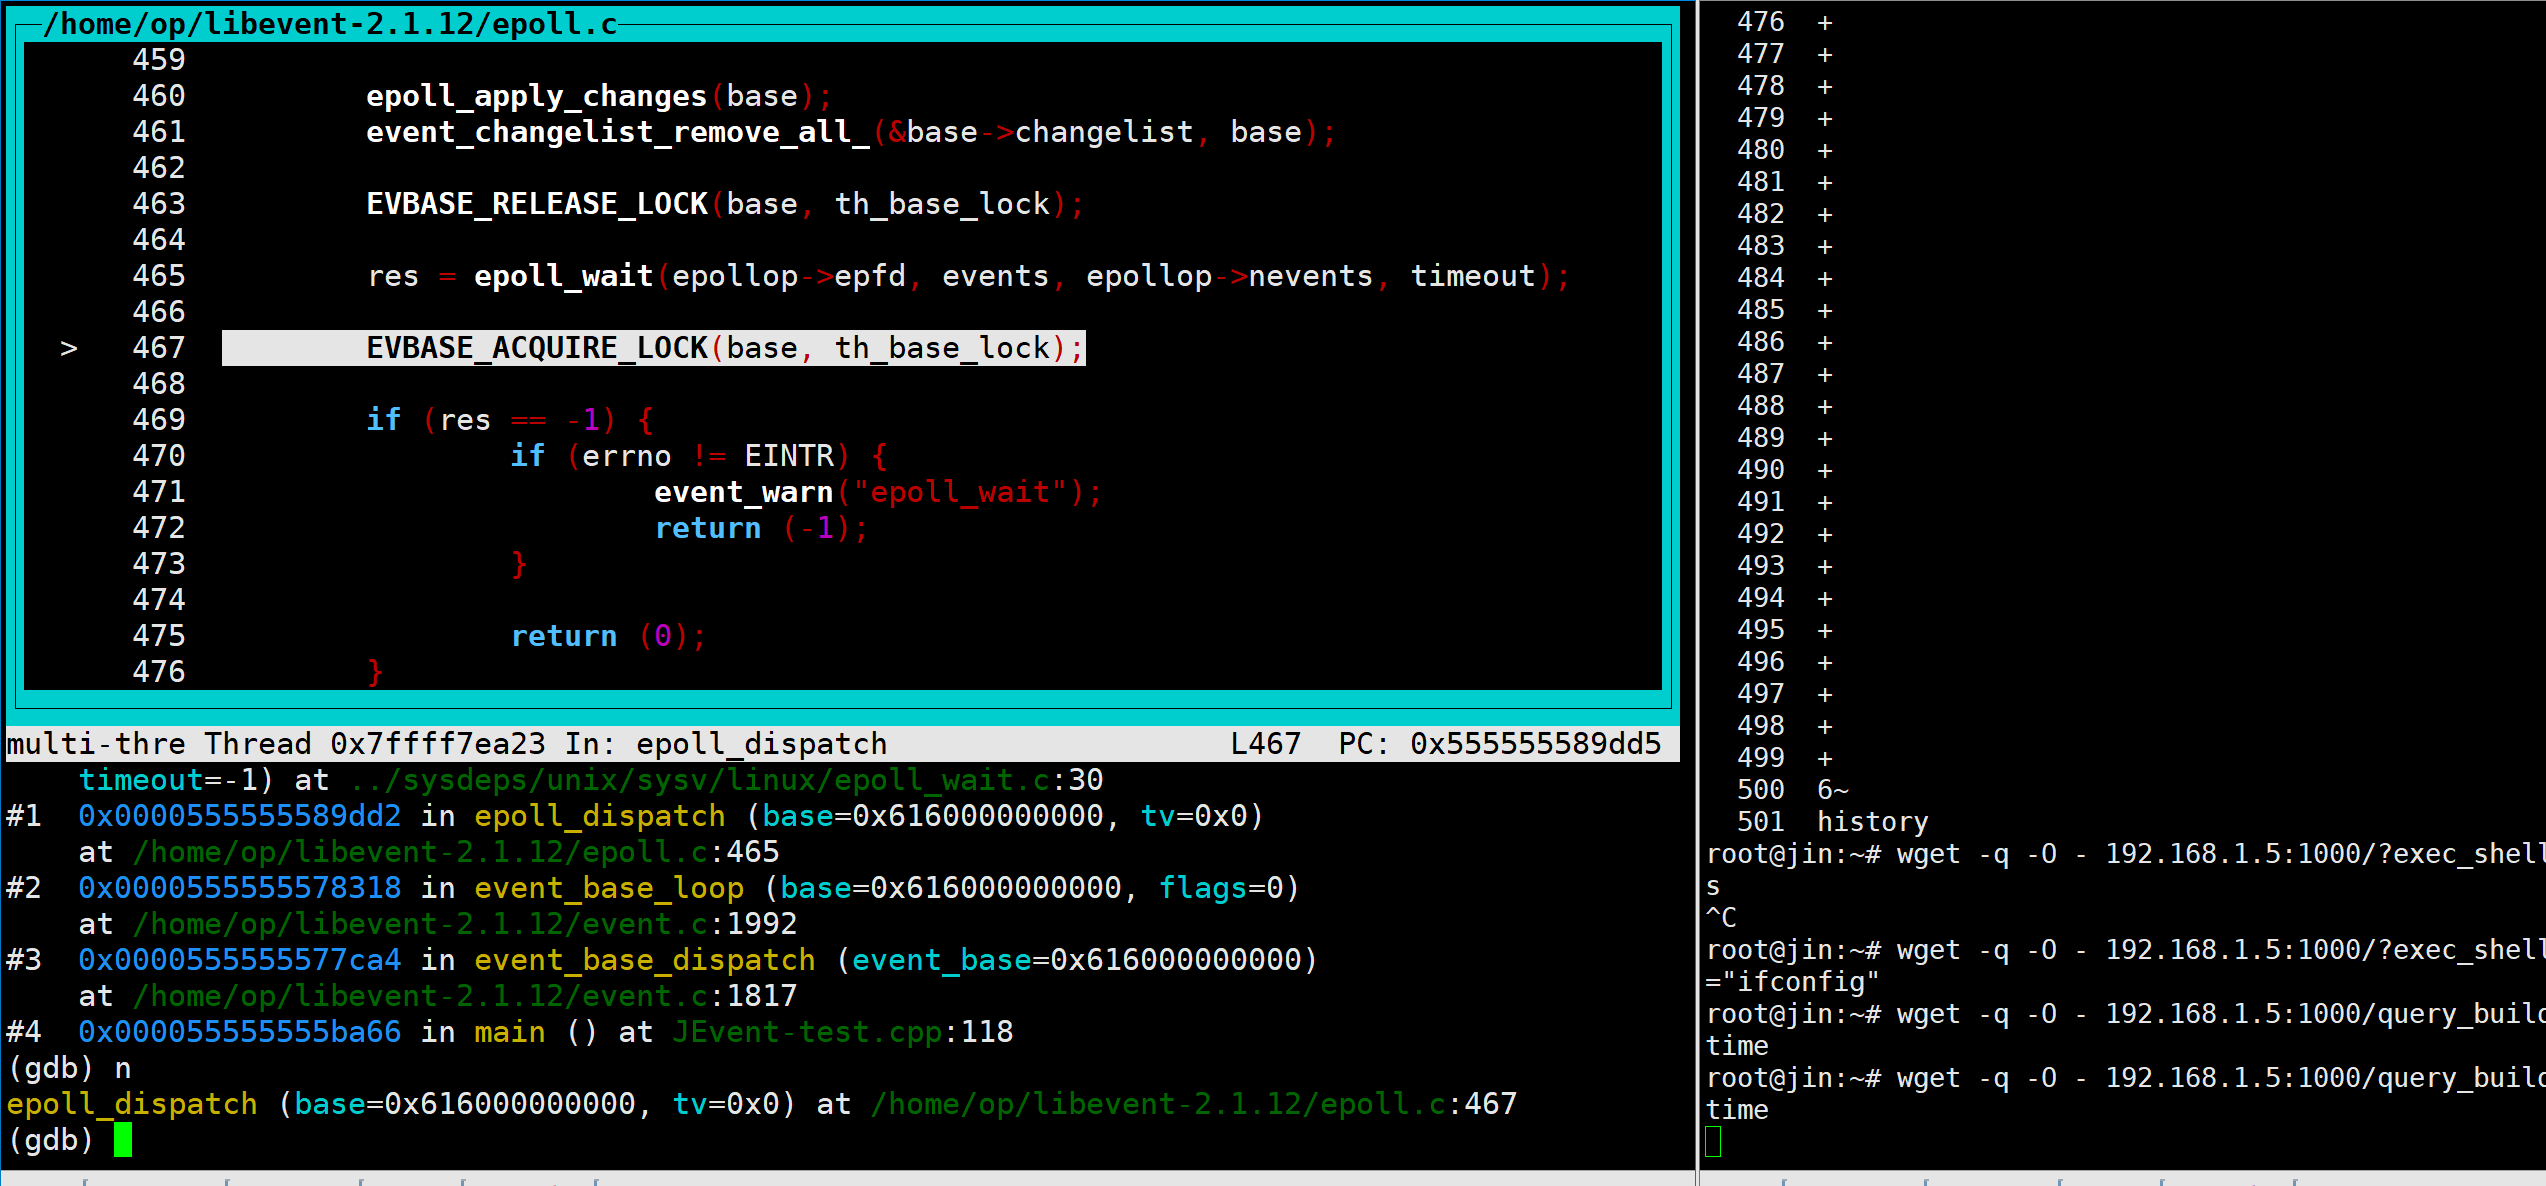 /home/op/libevent-2.1.12/epoll.c
459
460 epoll_apply_changes(base);
461 event_changelist_remove_all_(&base->changelist, base);
462
463 EVBASE_RELEASE_LOCK(base, th_base_lock);
464
465 res = epoll_wait(epollop->epfd, events, epollop->nevents, timeout);
466
> 467 EVBASE_ACQUIRE_LOCK(base, th_base_lock);
468
469 if (res == -1) {
470 if (errno != EINTR) {
471 event_warn("epoll_wait");
472 return (-1);
473 }
474
475 return (0);
476 }
multi-thre Thread 0x7ffff7ea23 In: epoll_dispatch L467 PC: 0x555555589dd5
timeout=-1) at ../sysdeps/unix/sysv/linux/epoll_wait.c:30
#1 0x0000555555589dd2 in epoll_dispatch (base=0x616000000000, tv=0x0)
at /home/op/libevent-2.1.12/epoll.c:465
#2 0x0000555555578318 in event_base_loop (base=0x616000000000, flags=0)
at /home/op/libevent-2.1.12/event.c:1992
#3 0x0000555555577ca4 in event_base_dispatch (event_base=0x616000000000)
at /home/op/libevent-2.1.12/event.c:1817
#4 0x000055555555ba66 in main () at JEvent-test.cpp:118
(gdb) n
epoll_dispatch (base=0x616000000000, tv=0x0) at /home/op/libevent-2.1.12/epoll.c:467
(gdb)
476 +
477 +
478 +
479 +
480 +
481 +
482 +
483 +
484 +
485 +
486 +
487 +
488 +
489 +
490 +
491 +
492 +
493 +
494 +
495 +
496 +
497 +
498 +
499 +
500 6~
501 history
root@jin:~# wget -q -O - 192.168.1.5:1000/?exec_shell
s
^C
root@jin:~# wget -q -O - 192.168.1.5:1000/?exec_shell
="ifconfig"
root@jin:~# wget -q -O - 192.168.1.5:1000/query_build
time
root@jin:~# wget -q -O - 192.168.1.5:1000/query_build
time